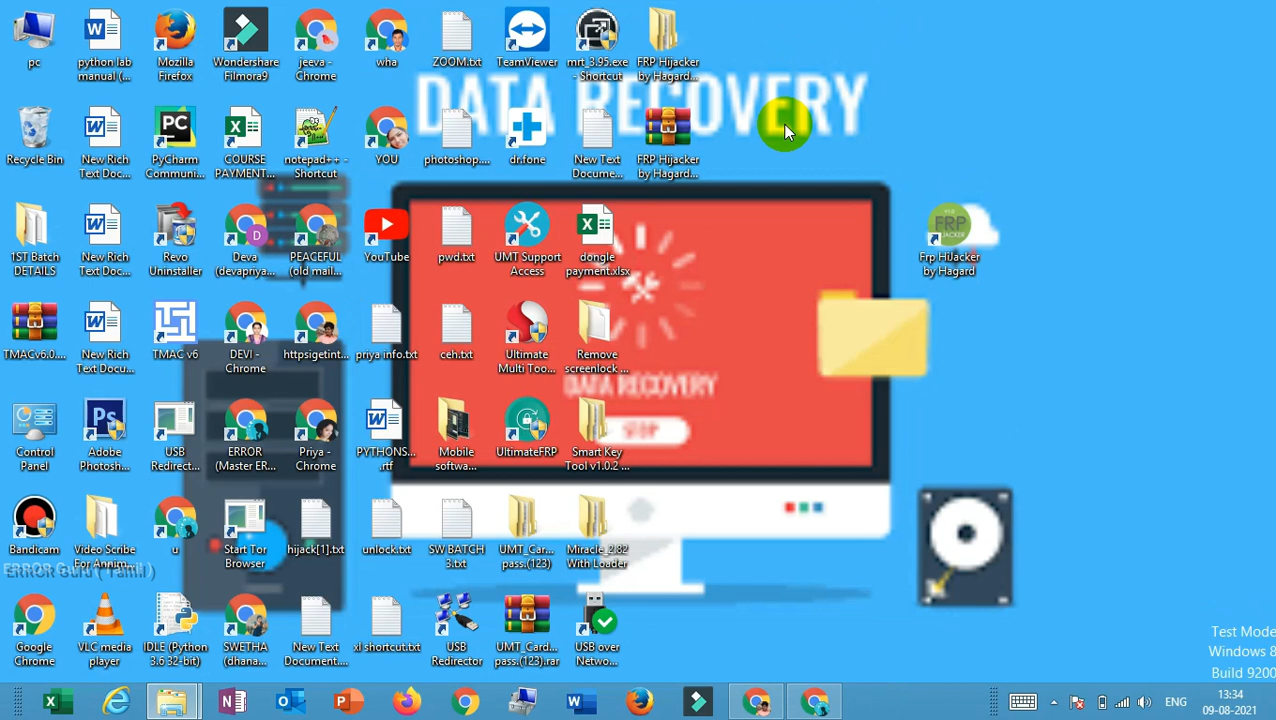 pc
python lab
manual (...
Mozilla
Firefox
Wondershare
Filmora9
jeeva -
Chrome
wha
ZOOM.txt
TeamViewer
mrt_3.95.exe
- Shortcut
FRP Hijacker
by Hagard...
DATA RECOVERY
Recycle Bin
New Rich
Text Doc...
PC
PyCharm
Communi...
COURSE
PAYMENT...
notepad++ -
Shortcut
YOU
photoshop....
dr.fone
New Text
Docume...
FRP Hijacker
by Hagard...
1ST Batch
DETAILS
New Rich
Text Doc...
Revo
Uninstaller
D
Deva
(devapriya...
PEACEFUL
(old mail...
YouTube
pwd.txt
UMT Support
Access
dongle
payment.xlsx
FRP
HIJACKER
Frp HiJacker
by Hagard
TMACv6.0....
New Rich
Text Docu...
TMAC v6
DEVI -
Chrome
httpsigetint...
priya info.txt
ceh.txt
Ultimate
Multi Too...
Remove
screenlock ...
DATA RECOVERY
STOP
Control
Panel
Ps
Adobe
Photosh...
USB
Redirect...
ERROR
(Master ER...
Priya -
Chrome
PYTHONS...
.rtf
Mobile
softwa...
UltimateFRP
Smart Key
Tool v1.0.2 ...
Bandicam
Video Scribe
For Annim...
u
Start Tor
Browser
hijack[1].txt
unlock.txt
SW BATCH
3.txt
UMT_Car...
pass.(123)
Miracle_2.82
With Loader
ERROR Guru ( Tamil )
Google
Chrome
VLC media
player
IDLE (Python
3.6 32-bit)
SWETHA
(dhana...
New Text
Document...
xl shortcut.txt
USB
Redirector
UMT_Card...
pass.(123).rar
USB over
Netwo...
Test Mode
Windows 8
Build 9200
ENG
13:34
09-08-2021